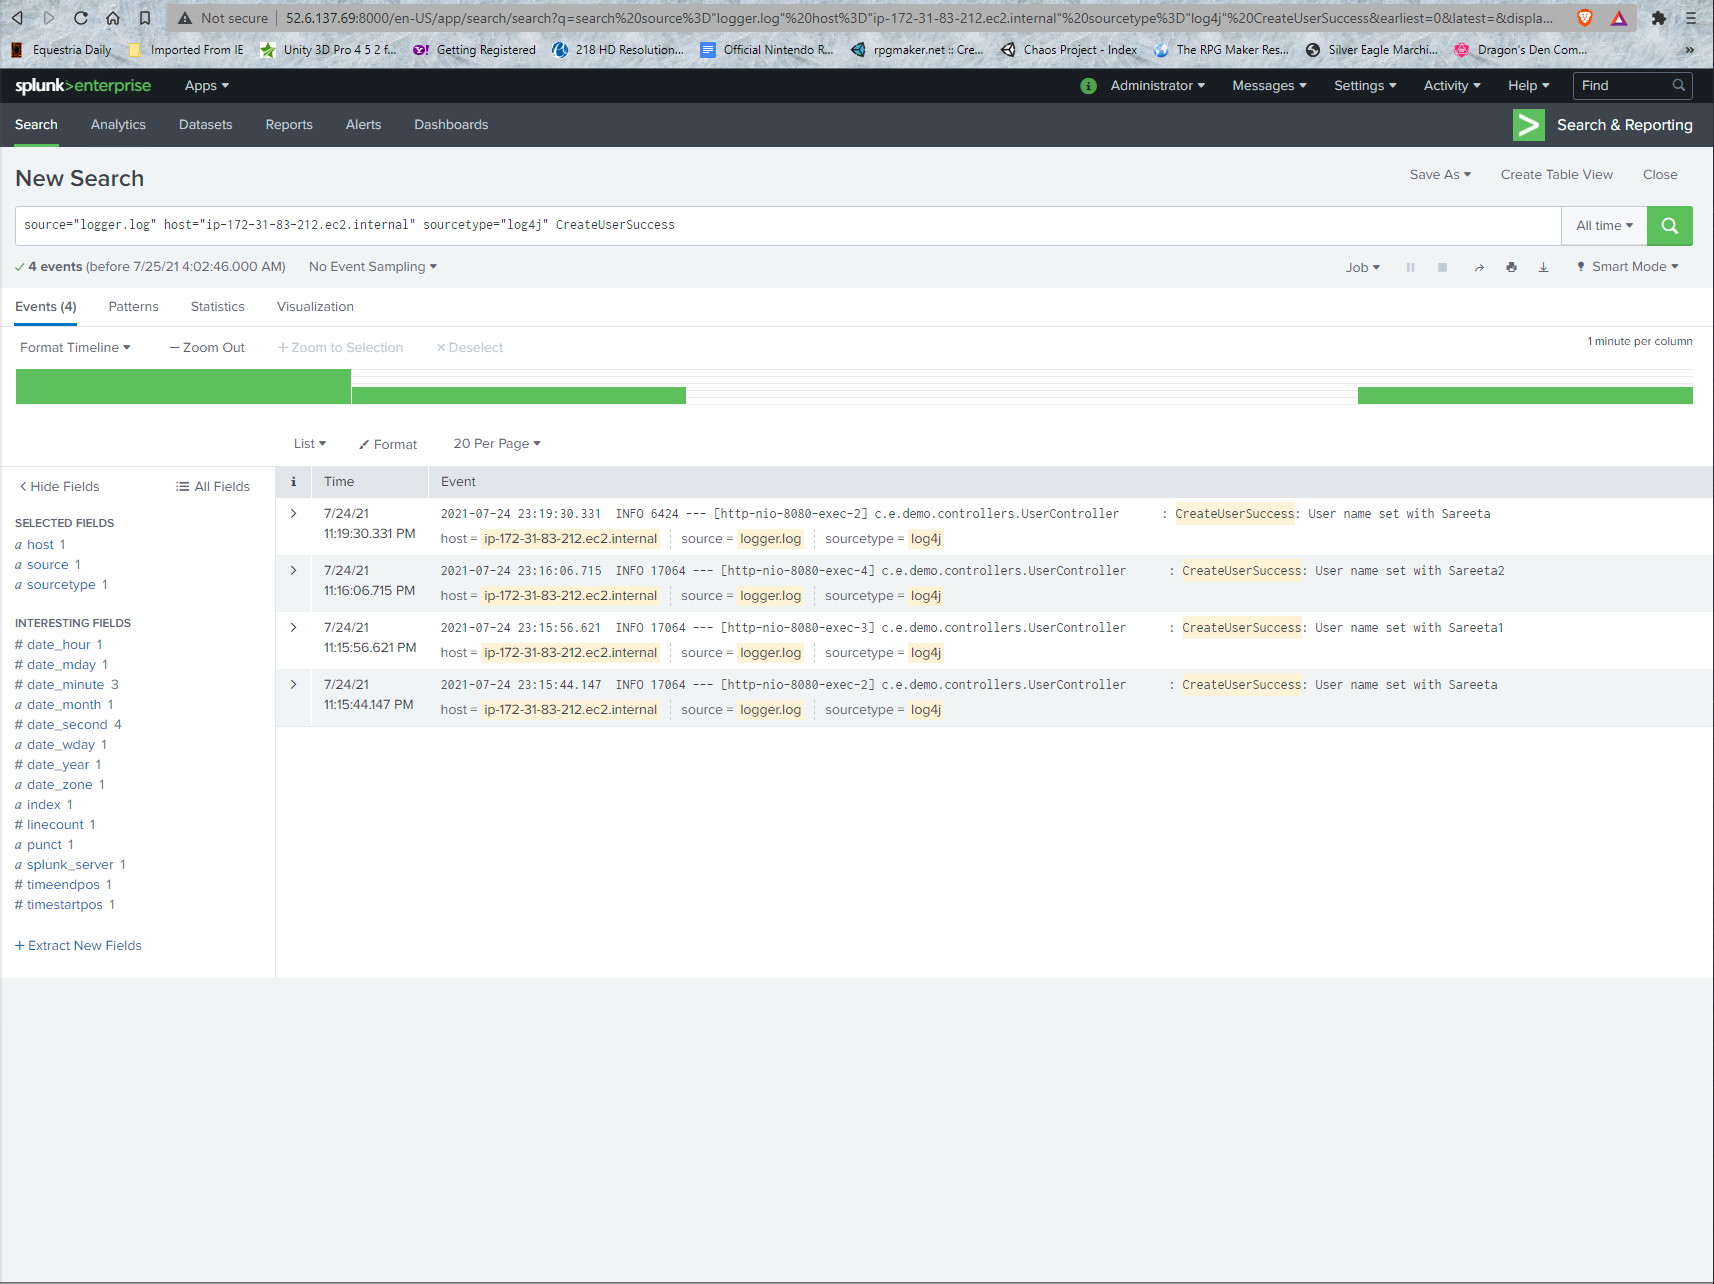 Not secure | 52.6.137.69:8000/en-US/app/search/search?q=search%20source%3D"logger.log"%20host%3D"ip-172-31-83-212.ec2.internal"%20sourcetype%3D"log4j"%20CreateUserSuccess&earliest=0&latest=&displa...
Equestria Daily Imported From IE Unity 3D Pro 4 5 2 f... Getting Registered 218 HD Resolution... Official Nintendo R... rpgmaker.net :: Cre... Chaos Project - Index The RPG Maker Res... Silver Eagle Marchi... Dragon's Den Com... »
splunk>enterprise Apps Administrator Messages Settings Activity Help Find
Search Analytics Datasets Reports Alerts Dashboards Search & Reporting
New Search Save As Create Table View Close
source="logger.log" host="ip-172-31-83-212.ec2.internal" sourcetype="log4j" CreateUserSuccess All time
4 events (before 7/25/21 4:02:46.000 AM) No Event Sampling Job Smart Mode
Events (4) Patterns Statistics Visualization
Format Timeline — Zoom Out + Zoom to Selection × Deselect 1 minute per column
List Format 20 Per Page
< Hide Fields All Fields i Time Event
SELECTED FIELDS
a host 1
a source 1
a sourcetype 1
INTERESTING FIELDS
# date_hour 1
# date_mday 1
# date_minute 3
a date_month 1
# date_second 4
a date_wday 1
# date_year 1
a date_zone 1
a index 1
# linecount 1
a punct 1
a splunk_server 1
# timeendpos 1
# timestartpos 1
+ Extract New Fields
> 7/24/21 2021-07-24 23:19:30.331 INFO 6424 --- [http-nio-8080-exec-2] c.e.demo.controllers.UserController : CreateUserSuccess: User name set with Sareeta
11:19:30.331 PM host = ip-172-31-83-212.ec2.internal source = logger.log sourcetype = log4j
> 7/24/21 2021-07-24 23:16:06.715 INFO 17064 --- [http-nio-8080-exec-4] c.e.demo.controllers.UserController : CreateUserSuccess: User name set with Sareeta2
11:16:06.715 PM host = ip-172-31-83-212.ec2.internal source = logger.log sourcetype = log4j
> 7/24/21 2021-07-24 23:15:56.621 INFO 17064 --- [http-nio-8080-exec-3] c.e.demo.controllers.UserController : CreateUserSuccess: User name set with Sareeta1
11:15:56.621 PM host = ip-172-31-83-212.ec2.internal source = logger.log sourcetype = log4j
> 7/24/21 2021-07-24 23:15:44.147 INFO 17064 --- [http-nio-8080-exec-2] c.e.demo.controllers.UserController : CreateUserSuccess: User name set with Sareeta
11:15:44.147 PM host = ip-172-31-83-212.ec2.internal source = logger.log sourcetype = log4j